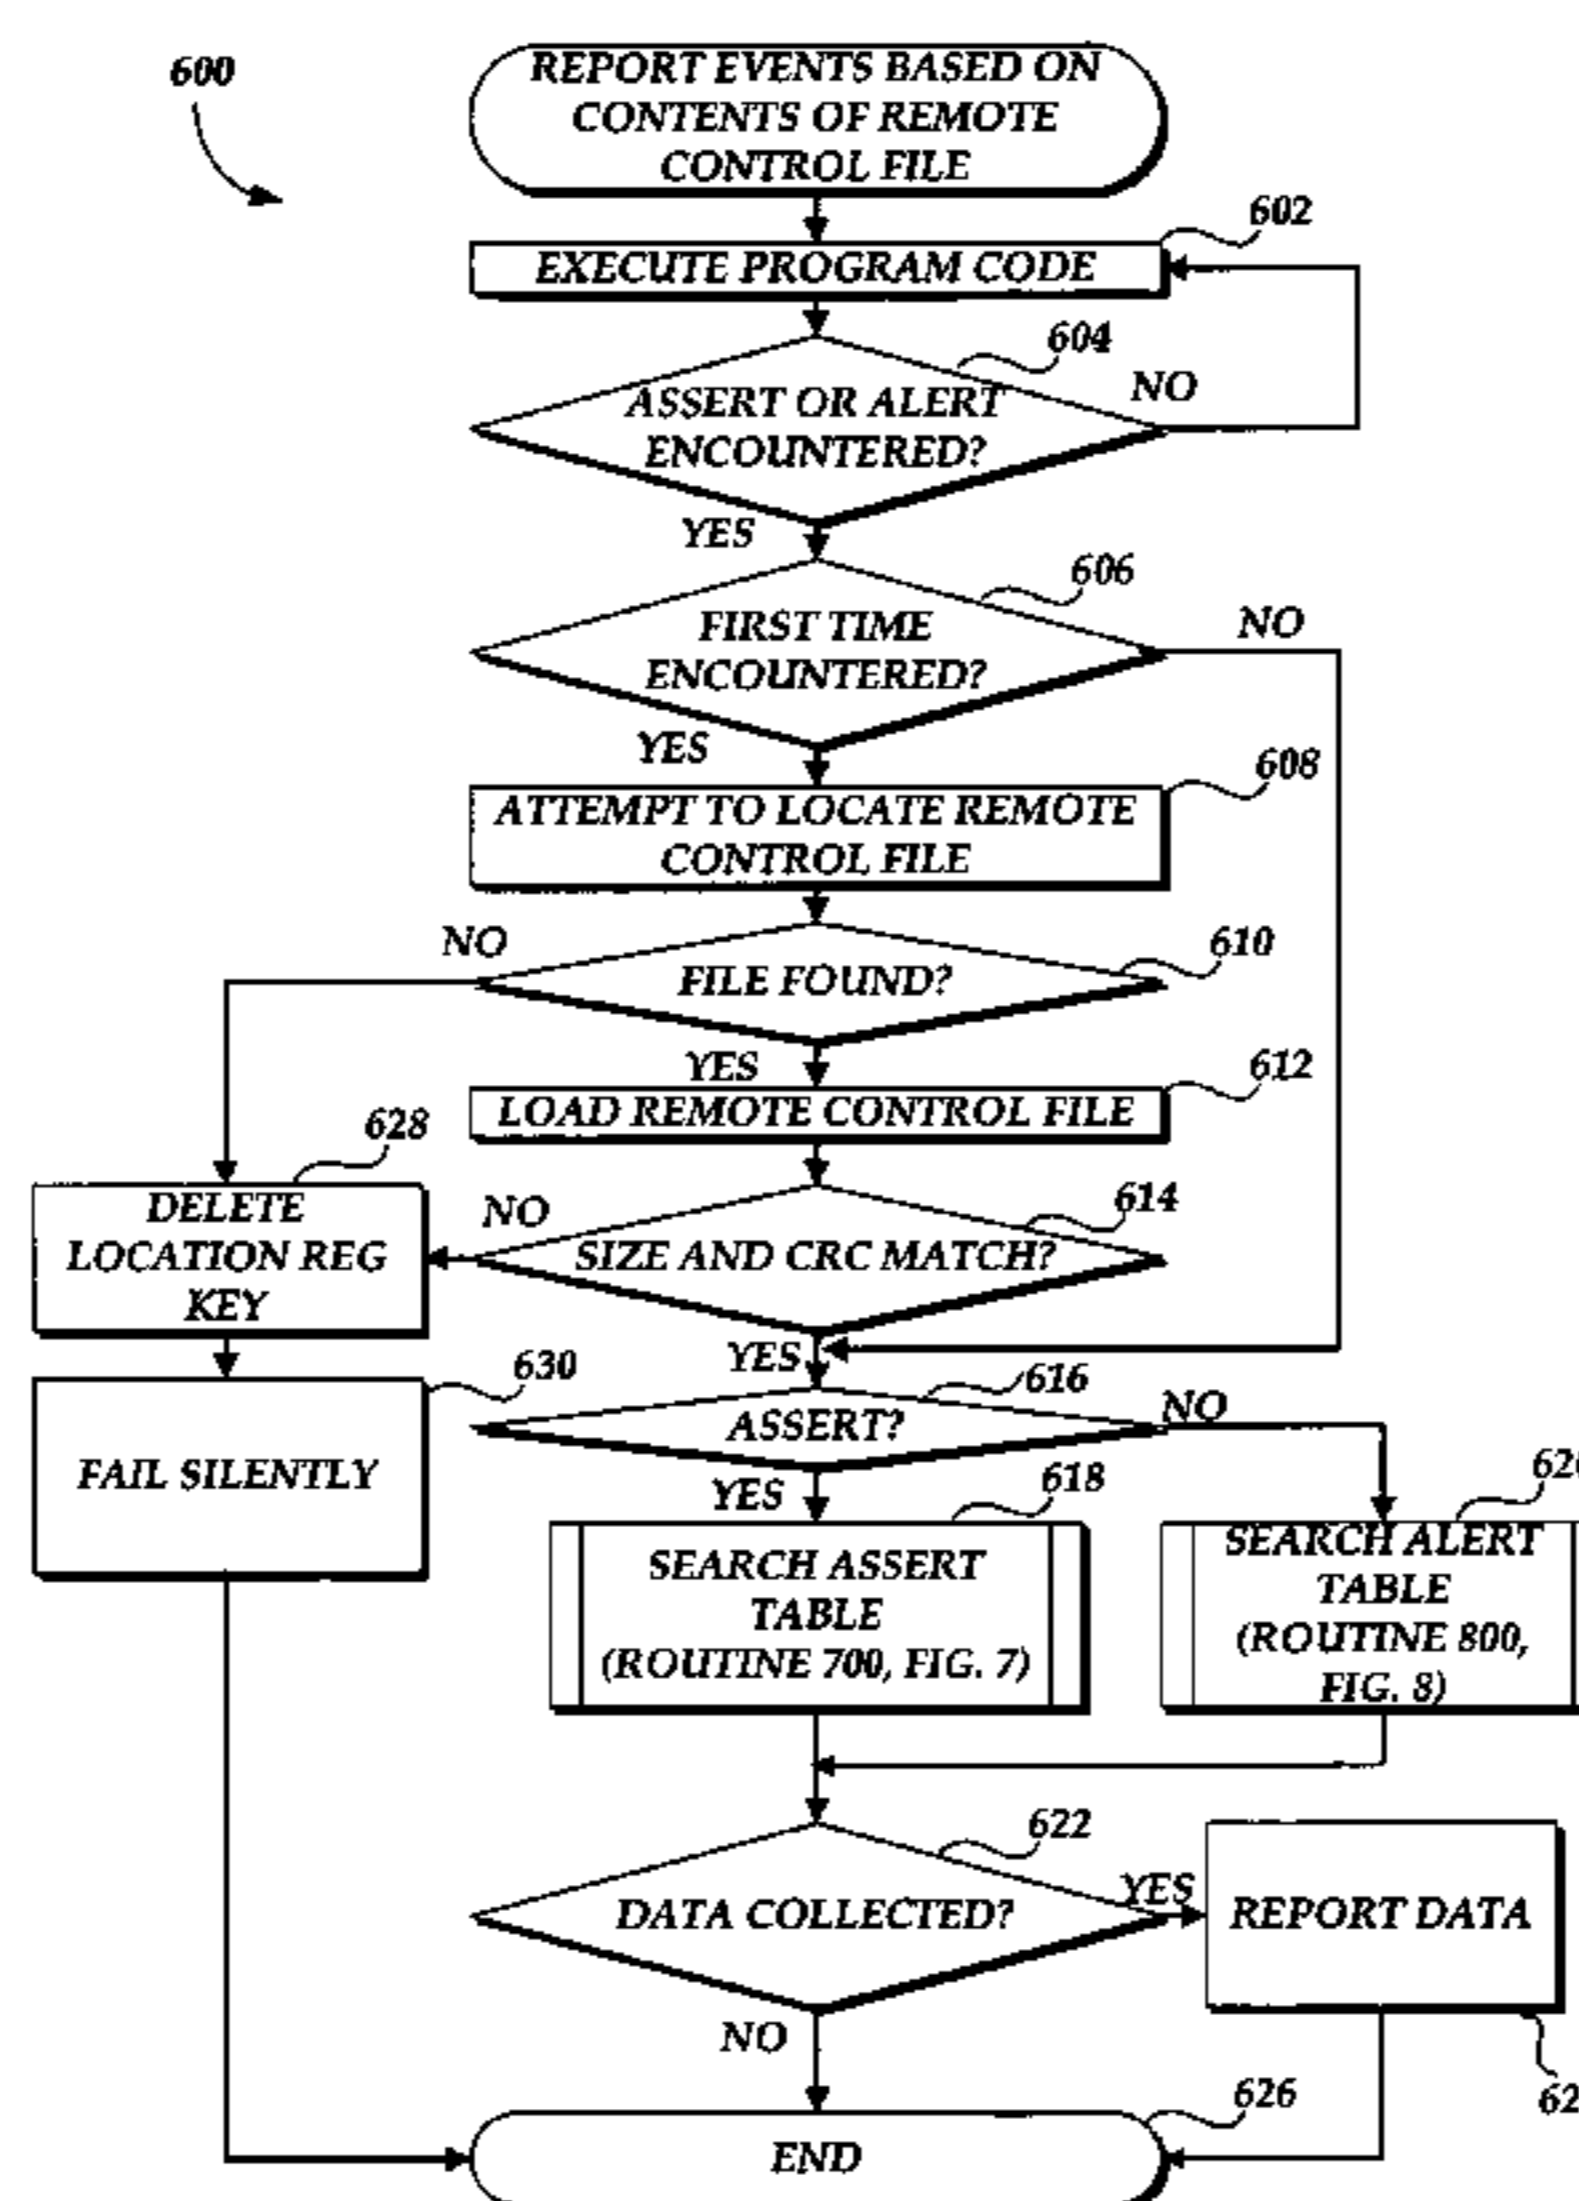 600
REPORT EVENTS BASED ON
CONTENTS OF REMOTE
CONTROL FILE
602
EXECUTE PROGRAM CODE
604
NO
ASSERT OR ALERT
ENCOUNTERED?
YES
606
NO
FIRST TIME
ENCOUNTERED?
YES
608
ATTEMPT TO LOCATE REMOTE
CONTROL FILE
NO
610
FILE FOUND?
YES
612
LOAD REMOTE CONTROL FILE
628
DELETE
LOCATION REG
KEY
NO
614
SIZE AND CRC MATCH?
YES
630
FAIL SILENTLY
616
NO
ASSERT?
YES
618
SEARCH ASSERT
TABLE
(ROUTINE 700, FIG. 7)
SEARCH ALERT
TABLE
(ROUTINE 800,
FIG. 8)
622
YES
DATA COLLECTED?
REPORT DATA
NO
626
END